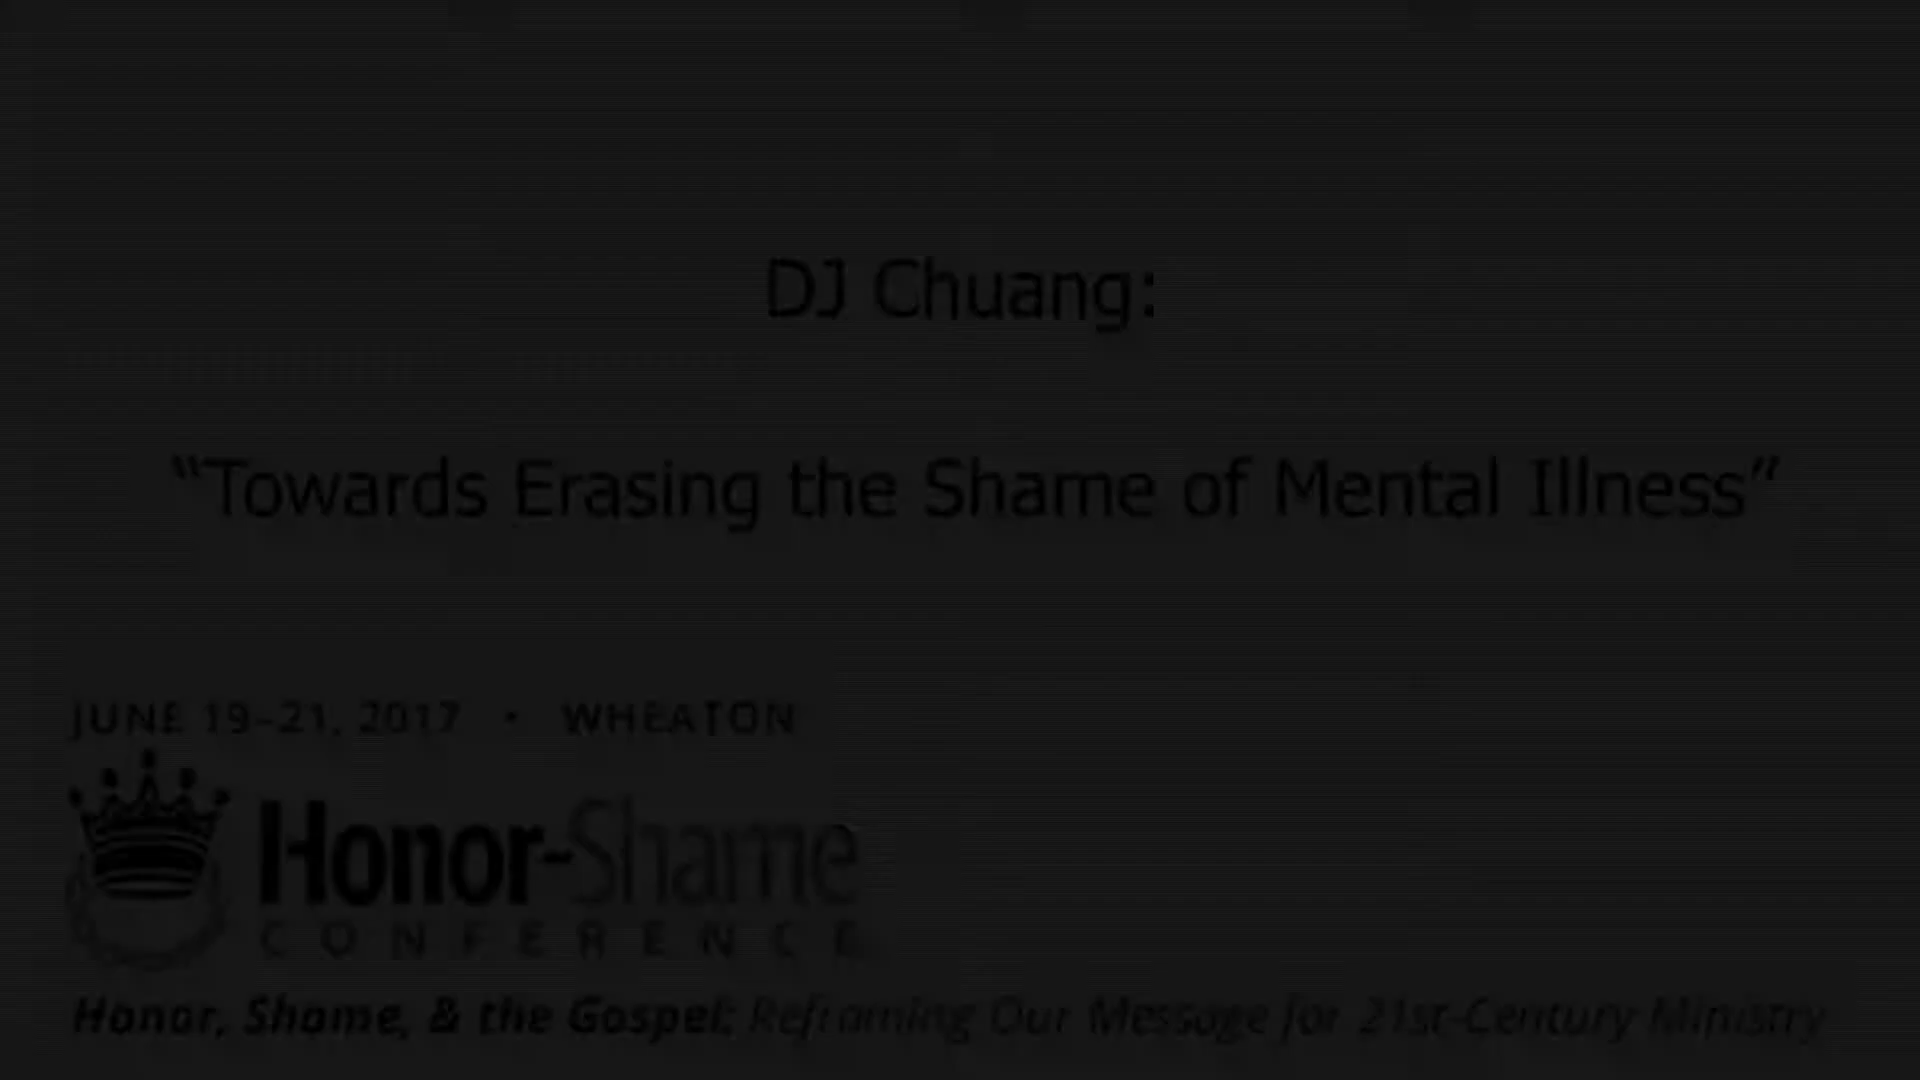 DJ Chuang:
“Towards Erasing the Shame of Mental Illness”
JUNE 19–21, 2017 • WHEATON
Honor-Shame
CONFERENCE
Honor, Shame, & the Gospel: Reframing Our Message for 21st-Century Ministry